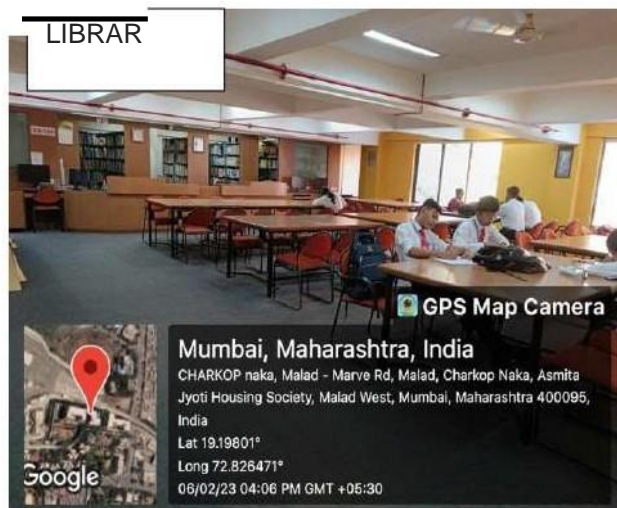 LIBRAR
GPS Map Camera
Mumbai, Maharashtra, India
CHARKOP naka, Malad - Marve Rd, Malad, Charkop Naka, Asmita
Jyoti Housing Society, Malad West, Mumbai, Maharashtra 400095,
India
Lat 19.19801°
Long 72.826471°
06/02/23 04:06 PM GMT +05:30
Google